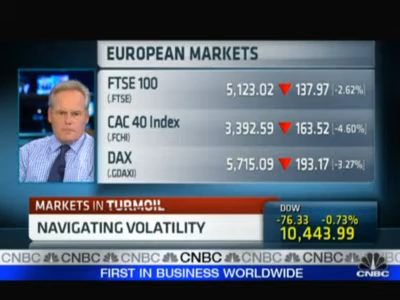 EUROPEAN MARKETS
FTSE 100 5,123.02 ▼ 137.97 (-2.62%)
(.FTSE)
CAC 40 Index 3,392.59 ▼ 163.52 (-4.60%)
(.FCHI)
DAX 5,715.09 ▼ 193.17 (-3.27%)
(.GDAXI)
MARKETS IN TURMOIL
NAVIGATING VOLATILITY
DOW
-76.33 -0.73%
10,443.99
CNBC CNBC CNBC CNBC CNBC CNBC
FIRST IN BUSINESS WORLDWIDE
CNBC